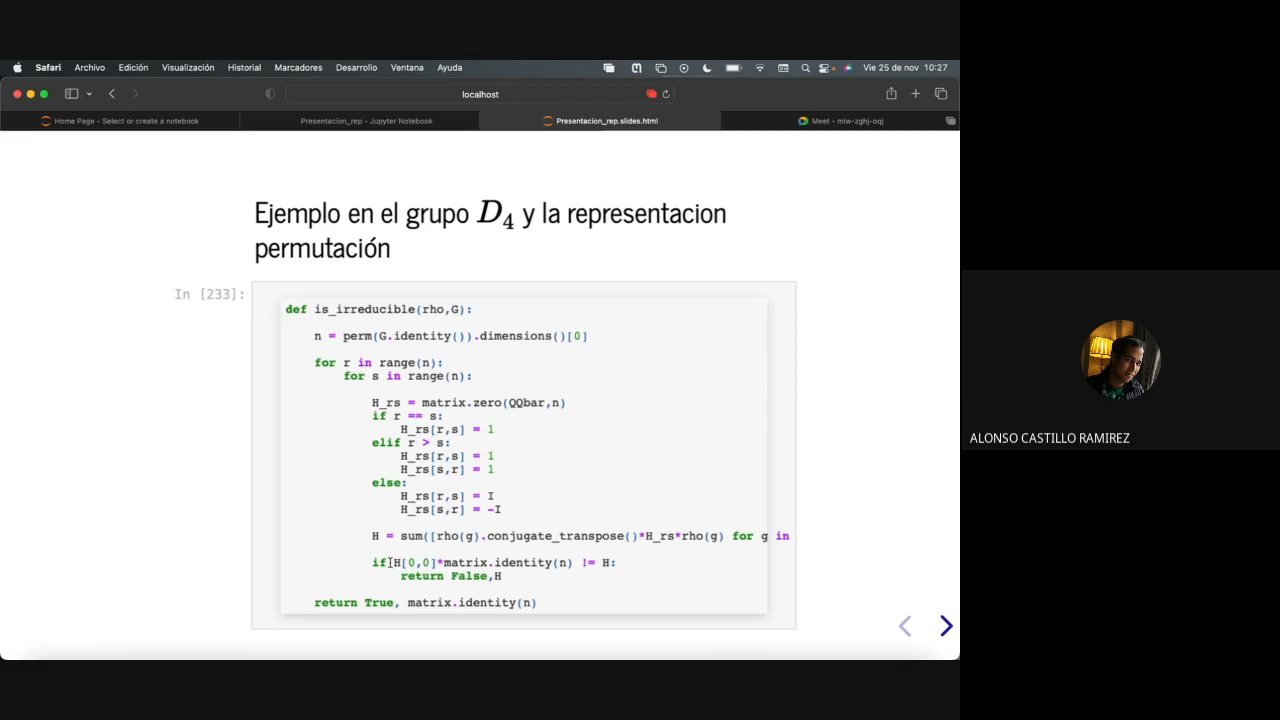 Safari Archivo Edición Visualización Historial Marcadores Desarrollo Ventana Ayuda Vie 25 de nov 10:27
localhost
Home Page - Select or create a notebook Presentacion_rep - Jupyter Notebook Presentacion_rep.slides.html Meet - miw-zghj-oqj
Ejemplo en el grupo D4 y la representacion
permutación
In [233]:
def is_irreducible(rho,G):
n = perm(G.identity()).dimensions()[0]
for r in range(n):
for s in range(n):
H_rs = matrix.zero(QQbar,n)
if r == s:
H_rs[r,s] = 1
elif r > s:
H_rs[r,s] = 1
H_rs[s,r] = 1
else:
H_rs[r,s] = I
H_rs[s,r] = -I
H = sum([rho(g).conjugate_transpose()*H_rs*rho(g) for g in
if H[0,0]*matrix.identity(n) != H:
return False,H
return True, matrix.identity(n)
ALONSO CASTILLO RAMIREZ